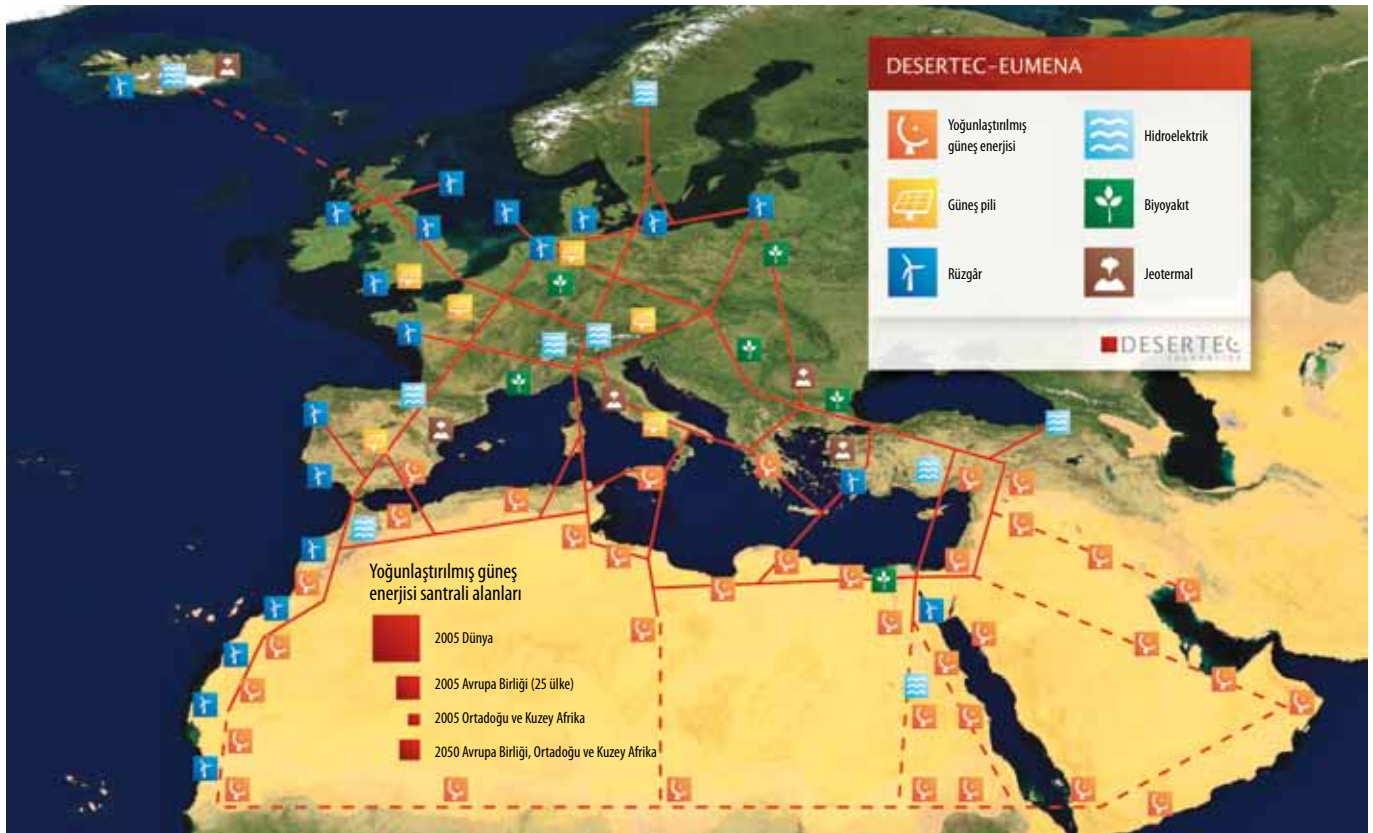 DESERTEC-EUMENA
Yoğunlaştırılmış
güneş enerjisi
Hidroelektrik
Güneş pili
Biyoyakıt
Rüzgâr
Jeotermal
DESERTEC
Yoğunlaştırılmış güneş
enerjisi santrali alanları
2005 Dünya
2005 Avrupa Birliği (25 ülke)
2005 Ortadoğu ve Kuzey Afrika
2050 Avrupa Birliği, Ortadoğu ve Kuzey Afrika